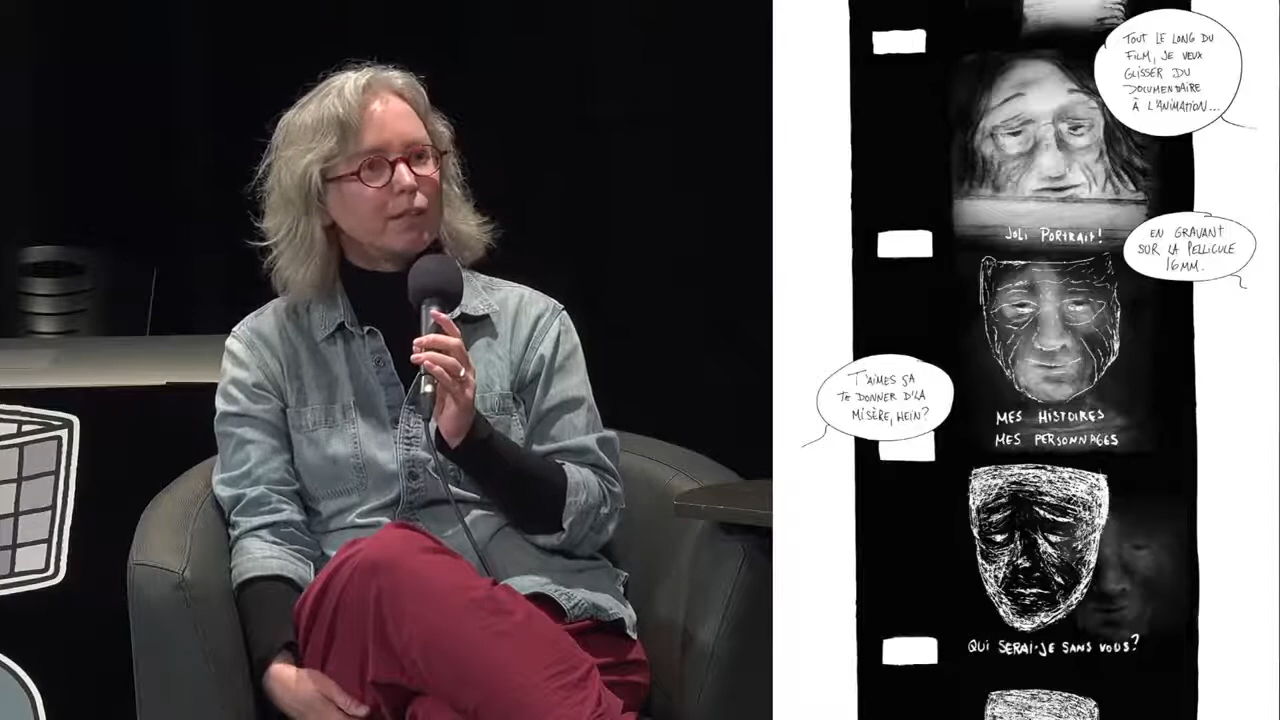 TOUT LE LONG DU
FILM, JE VEUX
GLISSER DU
DOCUMENTAIRE
À L'ANIMATION...
JOLI PORTRAIT!
EN GRAVANT
SUR LA PELLICULE
16MM.
T'AIMES ÇA
TE DONNER D'LA
MISÈRE, HEIN?
MES HISTOIRES
MES PERSONNAGES
QUI SERAI-JE SANS VOUS?